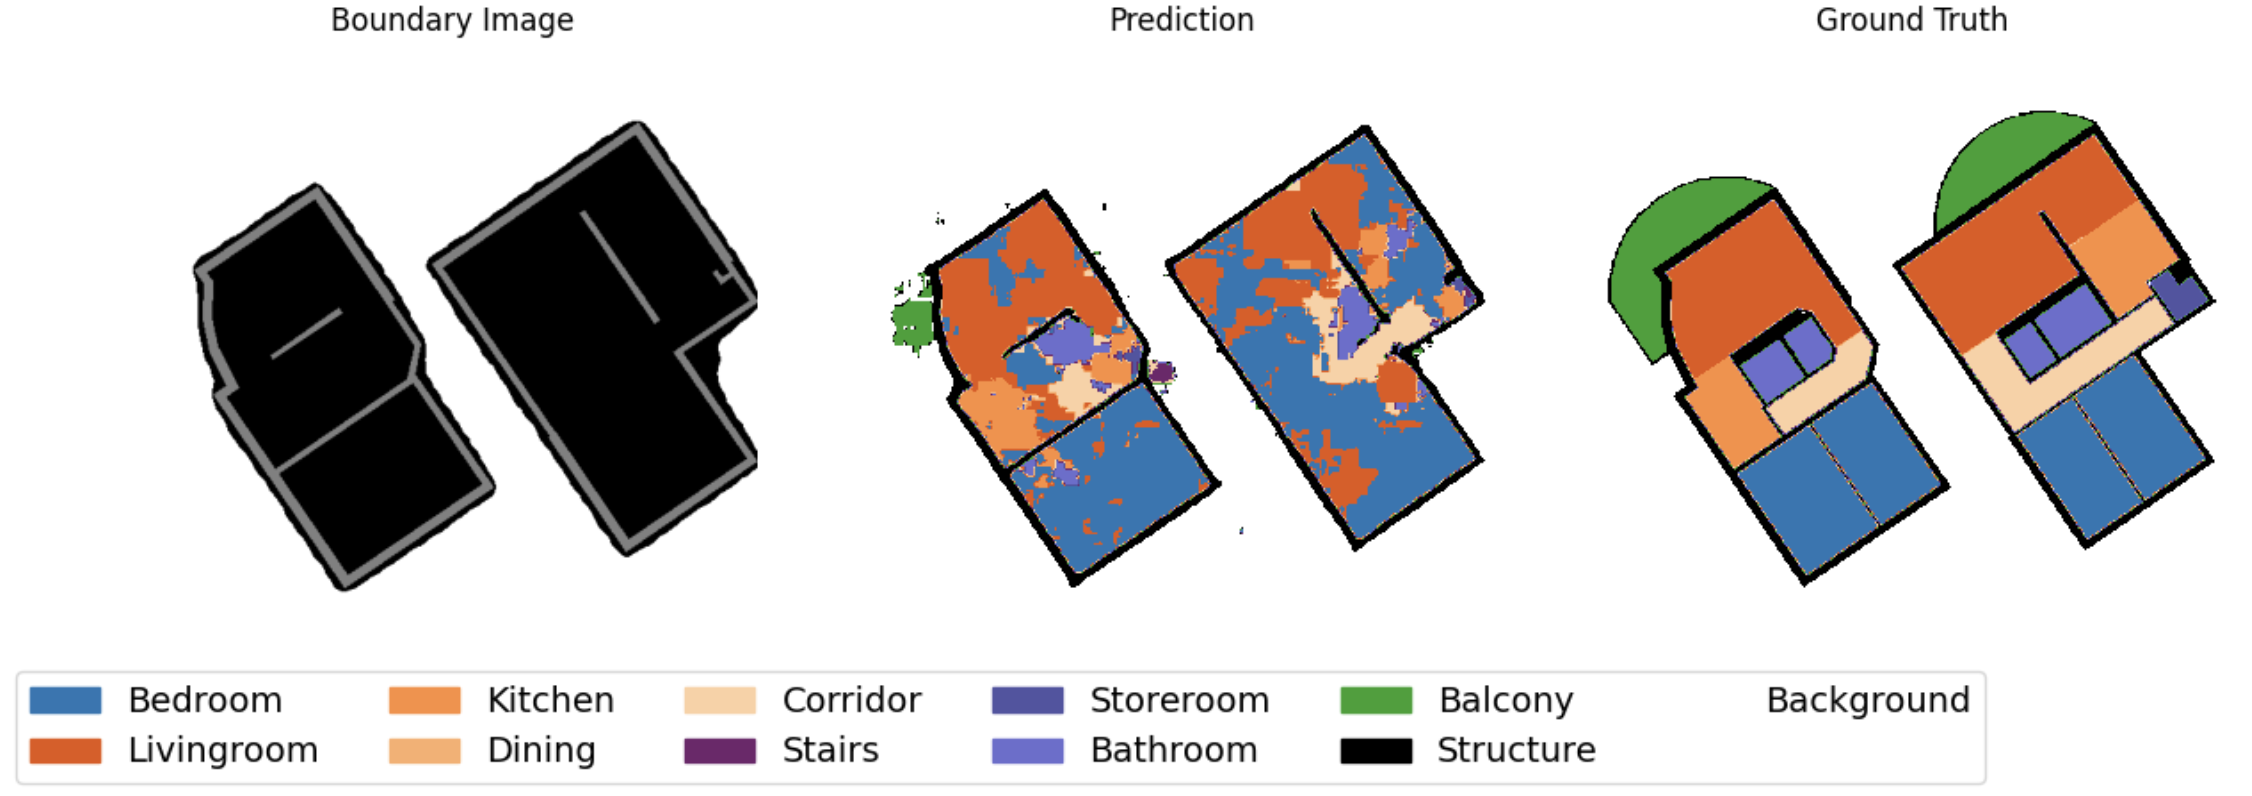 Boundary Image Prediction Ground Truth
Bedroom Kitchen Corridor Storeroom Balcony Background
Livingroom Dining Stairs Bathroom Structure